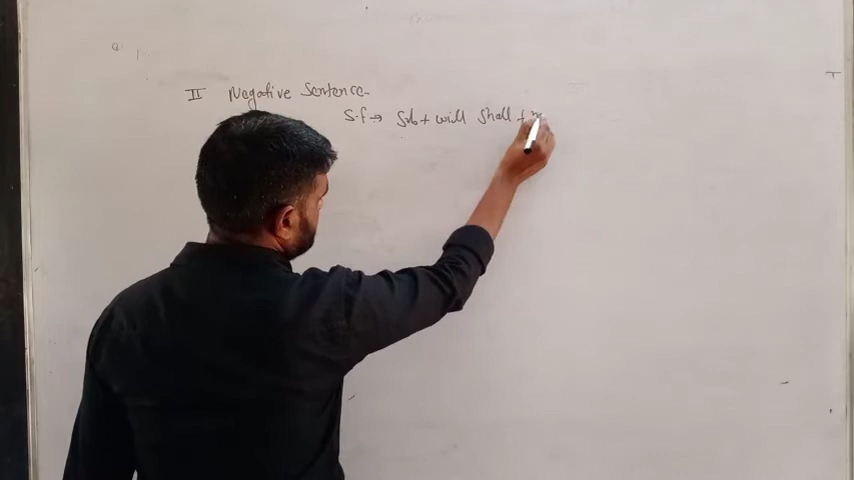 II Negative Sentence-
S.f → Sub + will shall + n